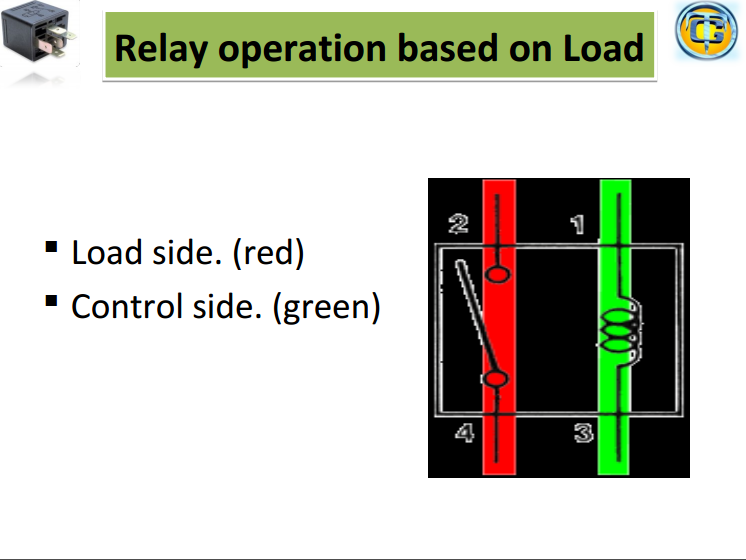 Relay operation based on Load
▪ Load side. (red)
▪ Control side. (green)
2 1
4 3